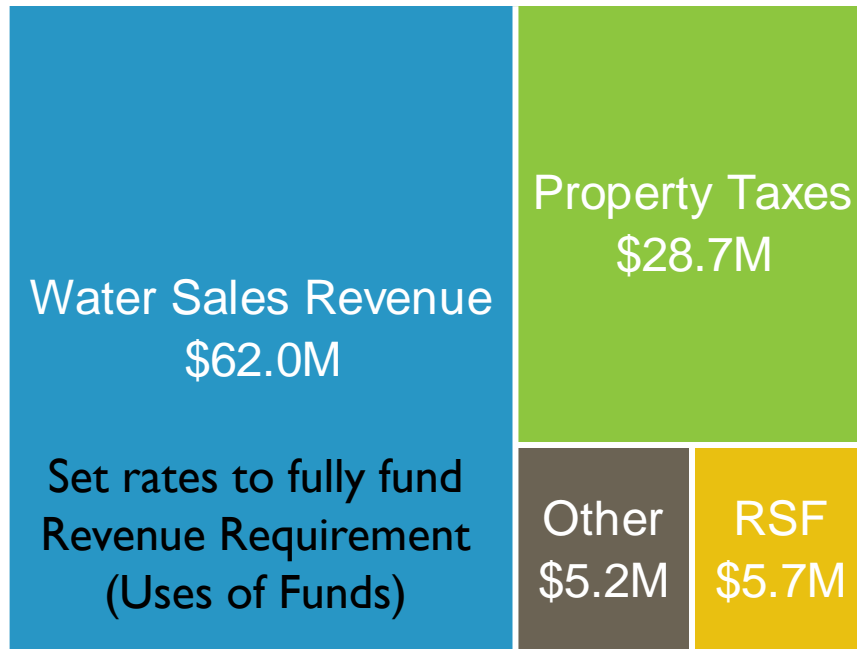 Water Sales Revenue
$62.0M
Set rates to fully fund
Revenue Requirement
(Uses of Funds)
Property Taxes
$28.7M
Other
$5.2M
RSF
$5.7M